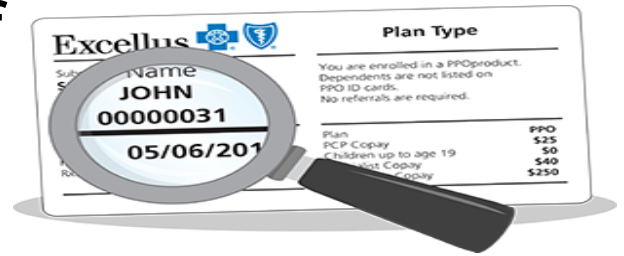 Excellus
Name
JOHN
00000031
05/06/201
Plan Type
You are enrolled in a PPOproduct.
Dependents are not listed on
PPO ID cards.
No referrals are required.
Plan PPO
PCP Copay $25
Children up to age 19 $0
Copay $40
Copay $250